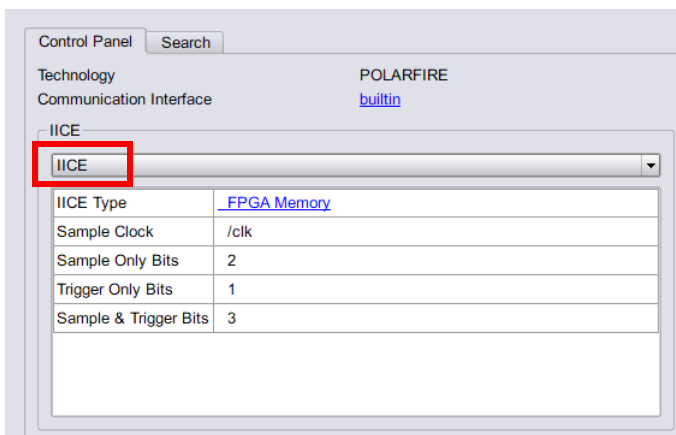 Control Panel Search
Technology POLARFIRE
Communication Interface builtin
IICE
IICE
IICE Type _FPGA Memory
Sample Clock /clk
Sample Only Bits 2
Trigger Only Bits 1
Sample & Trigger Bits 3